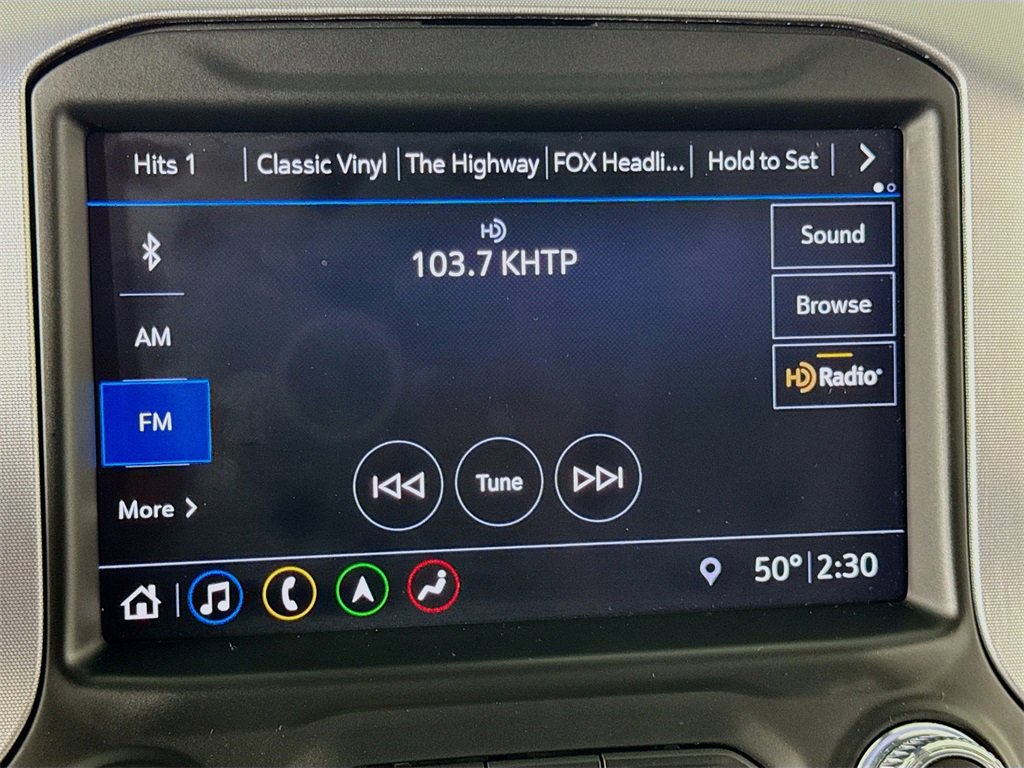 Hits 1 Classic Vinyl The Highway FOX Headli... Hold to Set
HD
103.7 KHTP
Sound
Browse
HD Radio
AM
FM
More
Tune
50° 2:30